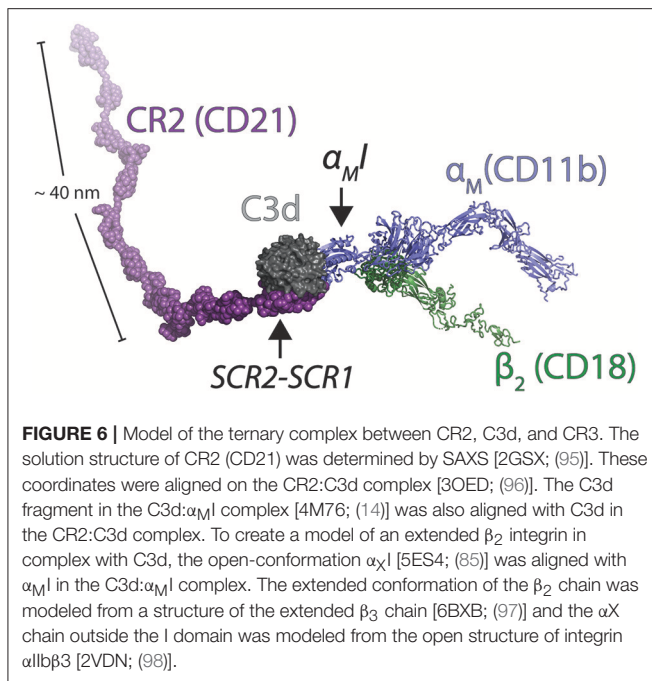 CR2 (CD21)
~ 40 nm
C3d
αMI
αM(CD11b)
SCR2-SCR1
β2 (CD18)
FIGURE 6 | Model of the ternary complex between CR2, C3d, and CR3. The
solution structure of CR2 (CD21) was determined by SAXS [2GSX; (95)]. These
coordinates were aligned on the CR2:C3d complex [3OED; (96)]. The C3d
fragment in the C3d:αMI complex [4M76; (14)] was also aligned with C3d in
the CR2:C3d complex. To create a model of an extended β2 integrin in
complex with C3d, the open-conformation αXI [5ES4; (85)] was aligned with
αMI in the C3d:αMI complex. The extended conformation of the β2 chain was
modeled from a structure of the extended β3 chain [6BXB; (97)] and the αX
chain outside the I domain was modeled from the open structure of integrin
αIIbβ3 [2VDN; (98)].